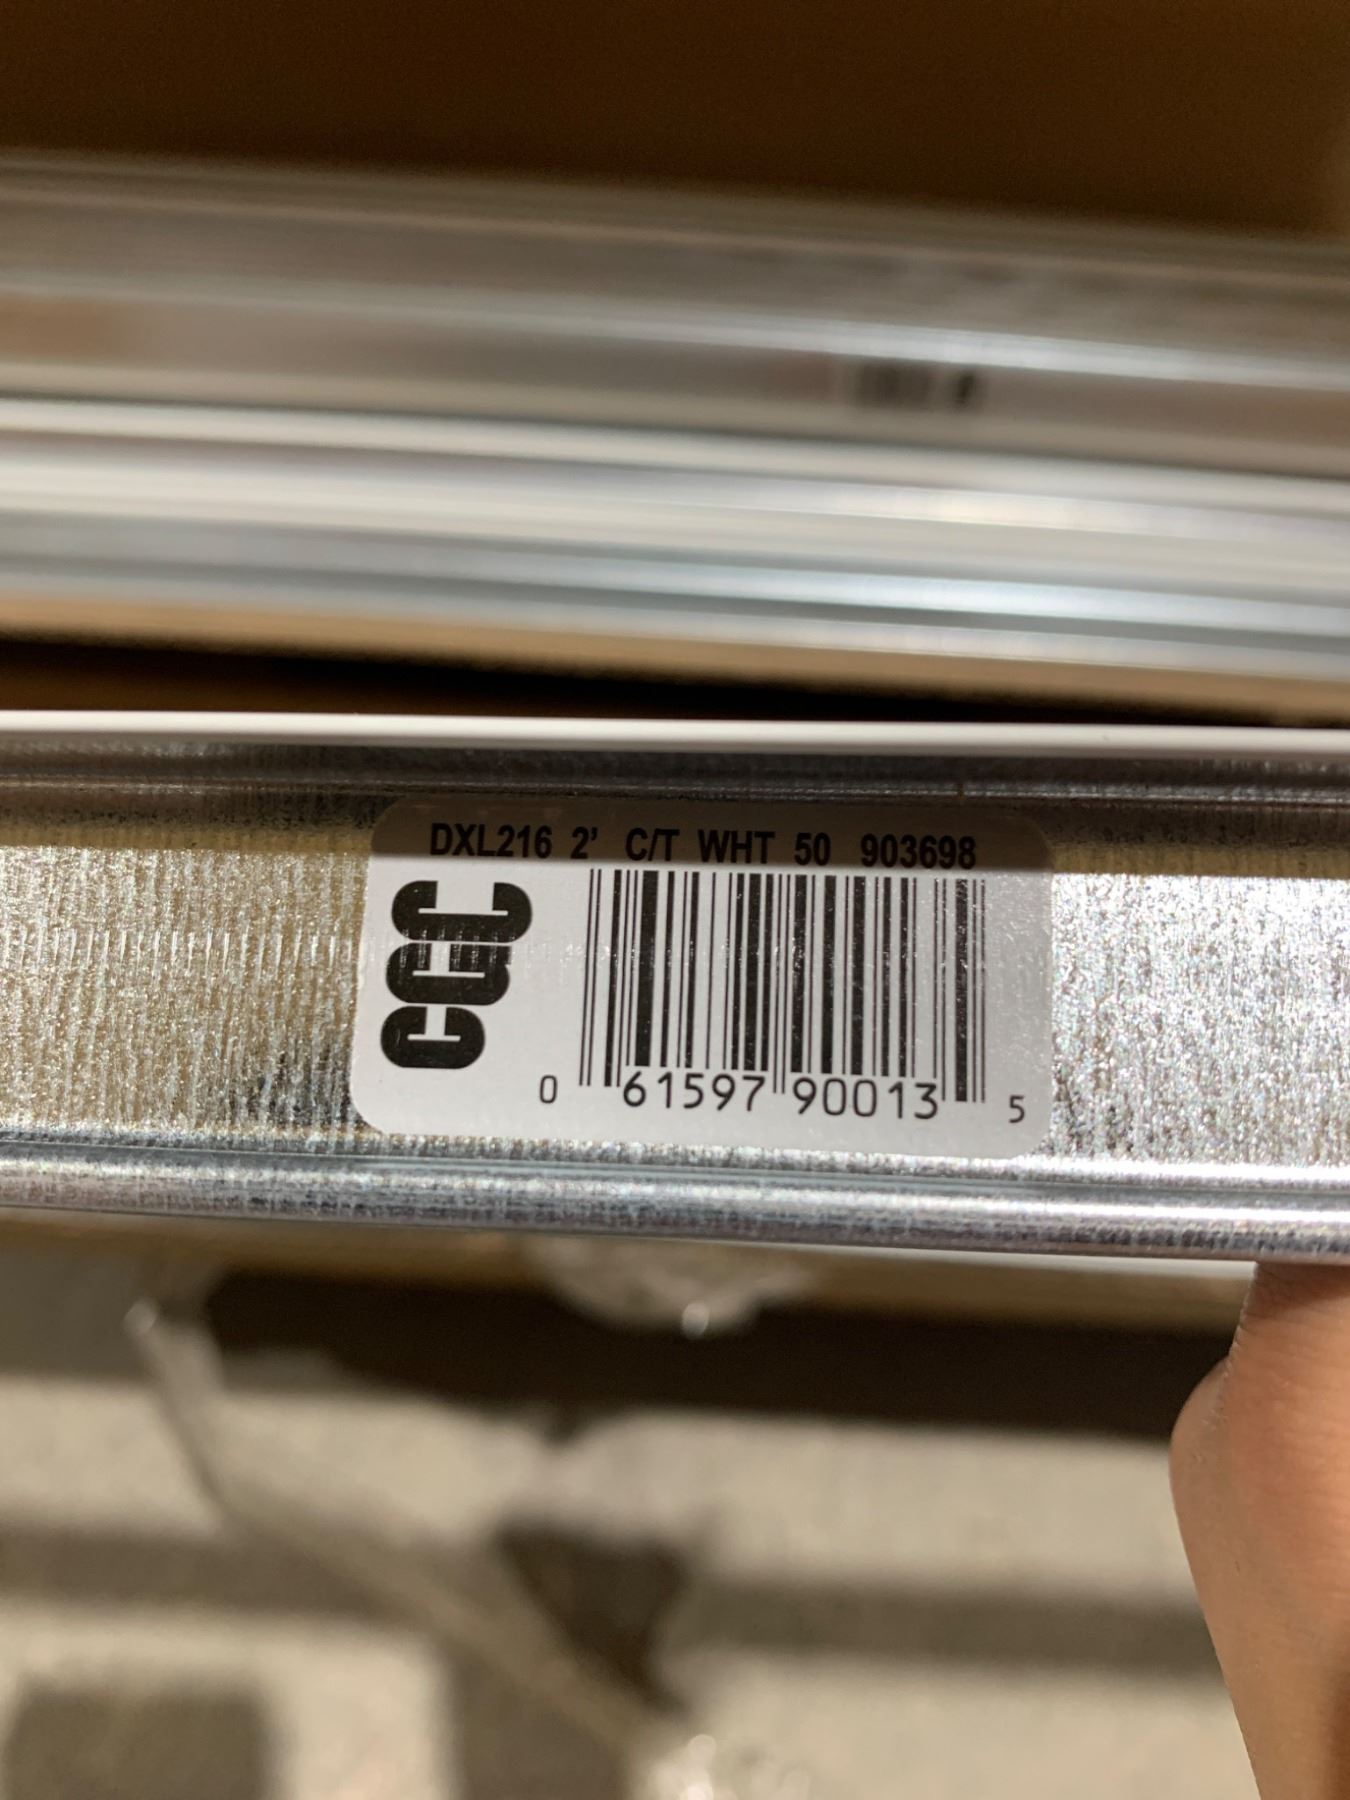 DXL216 2' C/T WHT 50 903698
CGC
0 61597 90013 5